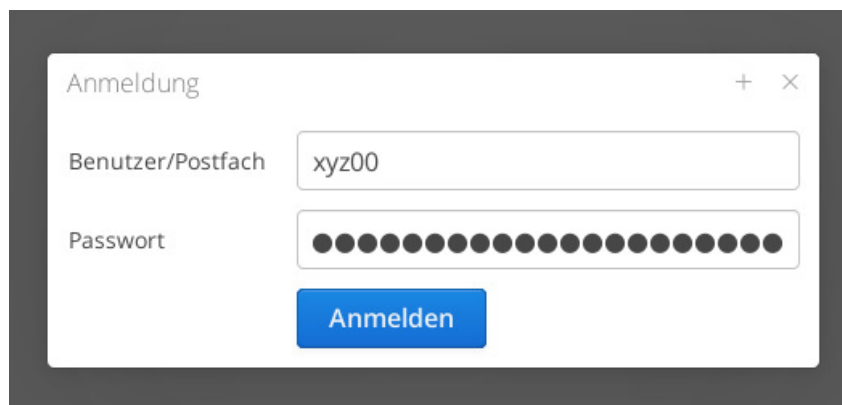 Anmeldung
Benutzer/Postfach xyz00
Passwort ●●●●●●●●●●●●●●●●●●●●●
Anmelden